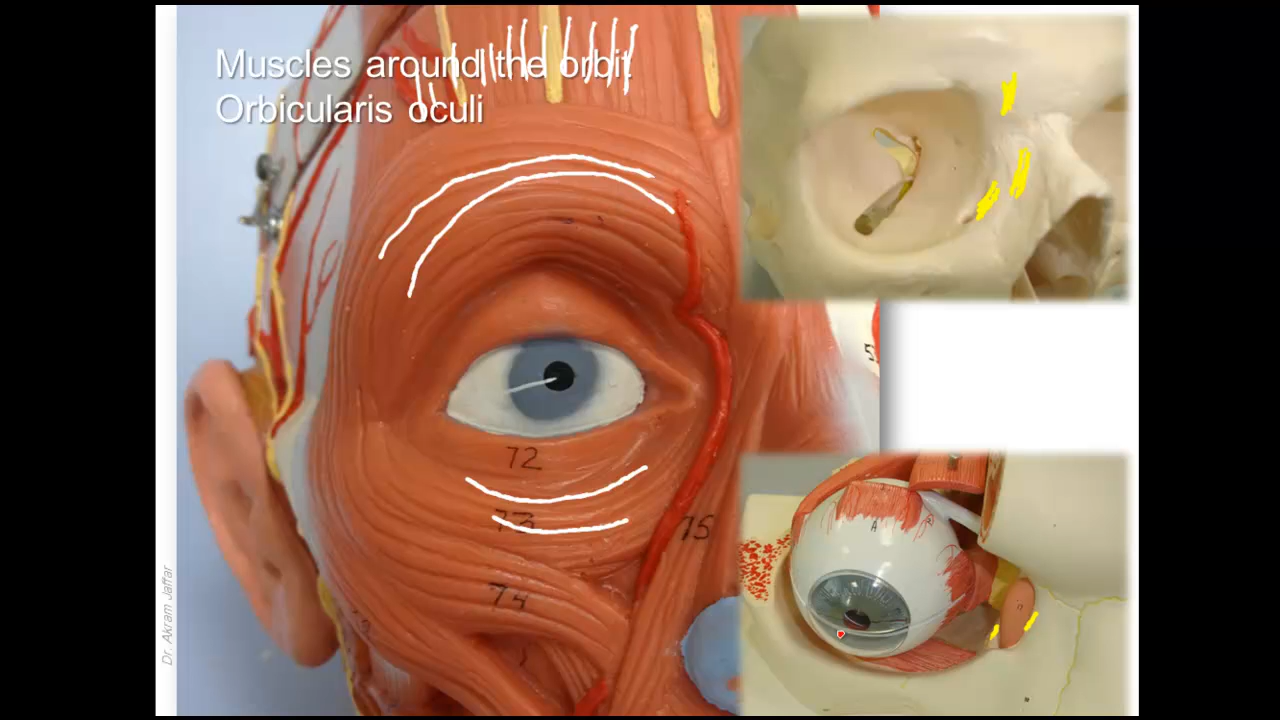 Muscles around the orbit
Orbicularis oculi
72
73
75
74
A
Dr. Akram Jaffar